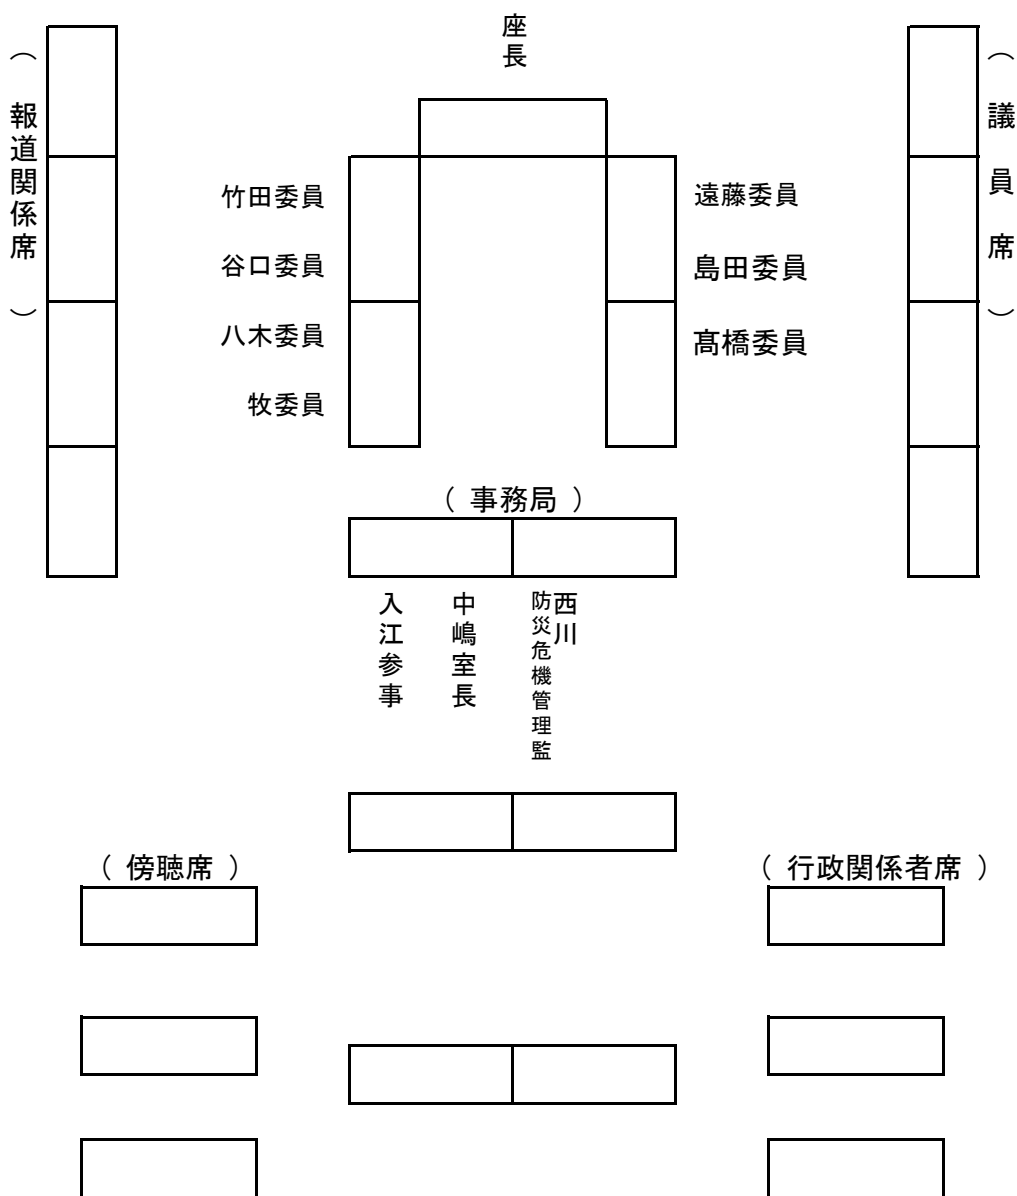 座長
（報道関係席）
（議員席）
竹田委員
遠藤委員
谷口委員
島田委員
八木委員
髙橋委員
牧委員
（ 事務局 ）
入江参事
中嶋室長
西川
防災危機管理監
（ 傍聴席 ）
（ 行政関係者席 ）